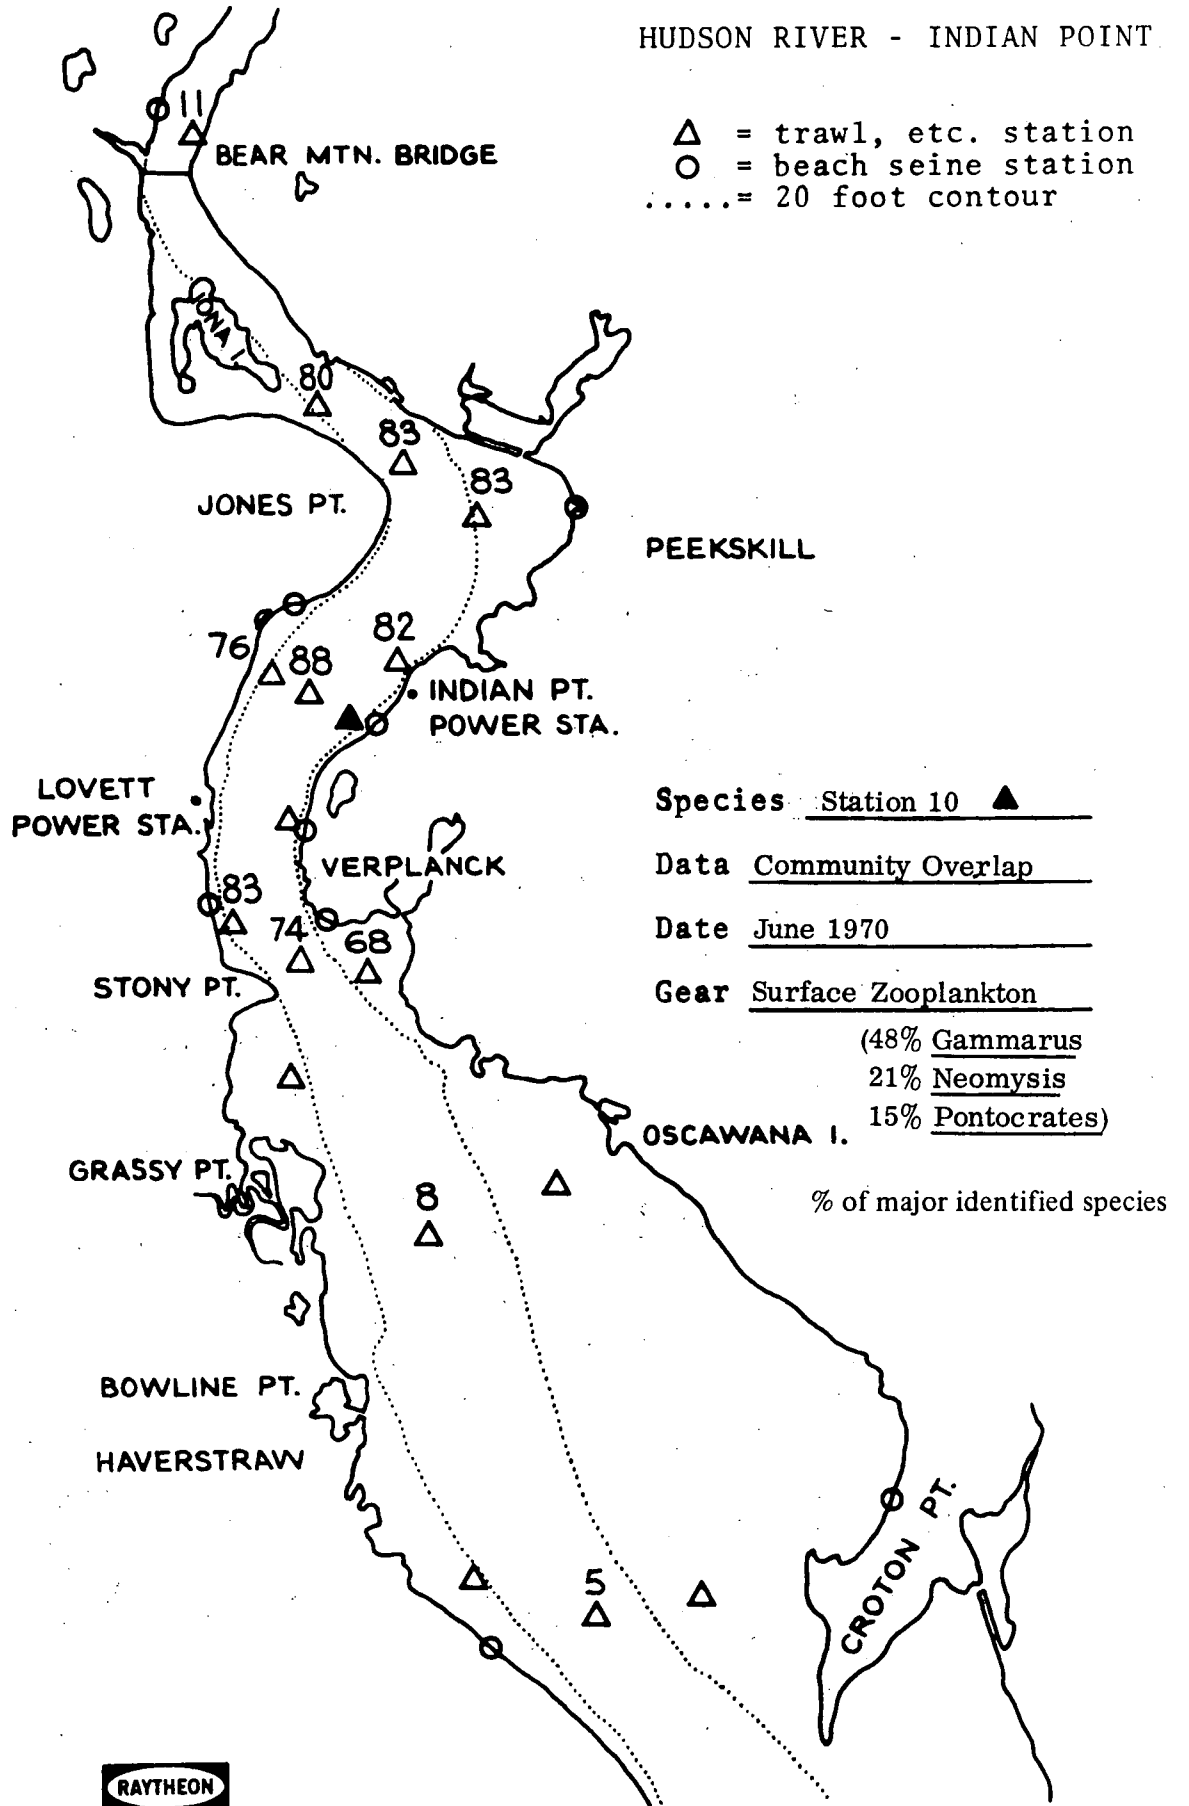 HUDSON RIVER - INDIAN POINT
△ = trawl, etc. station
○ = beach seine station
.....= 20 foot contour
11
BEAR MTN. BRIDGE
IONA I.
80
83
83
JONES PT.
PEEKSKILL
76
88
82
INDIAN PT.
POWER STA.
LOVETT
POWER STA.
VERPLANCK
83
74
68
STONY PT.
Species Station 10 ▲
Data Community Overlap
Date June 1970
Gear Surface Zooplankton
(48% Gammarus
21% Neomysis
15% Pontocrates)
OSCAWANA I.
% of major identified species
GRASSY PT.
8
BOWLINE PT.
HAVERSTRAW
CROTON PT.
5
RAYTHEON